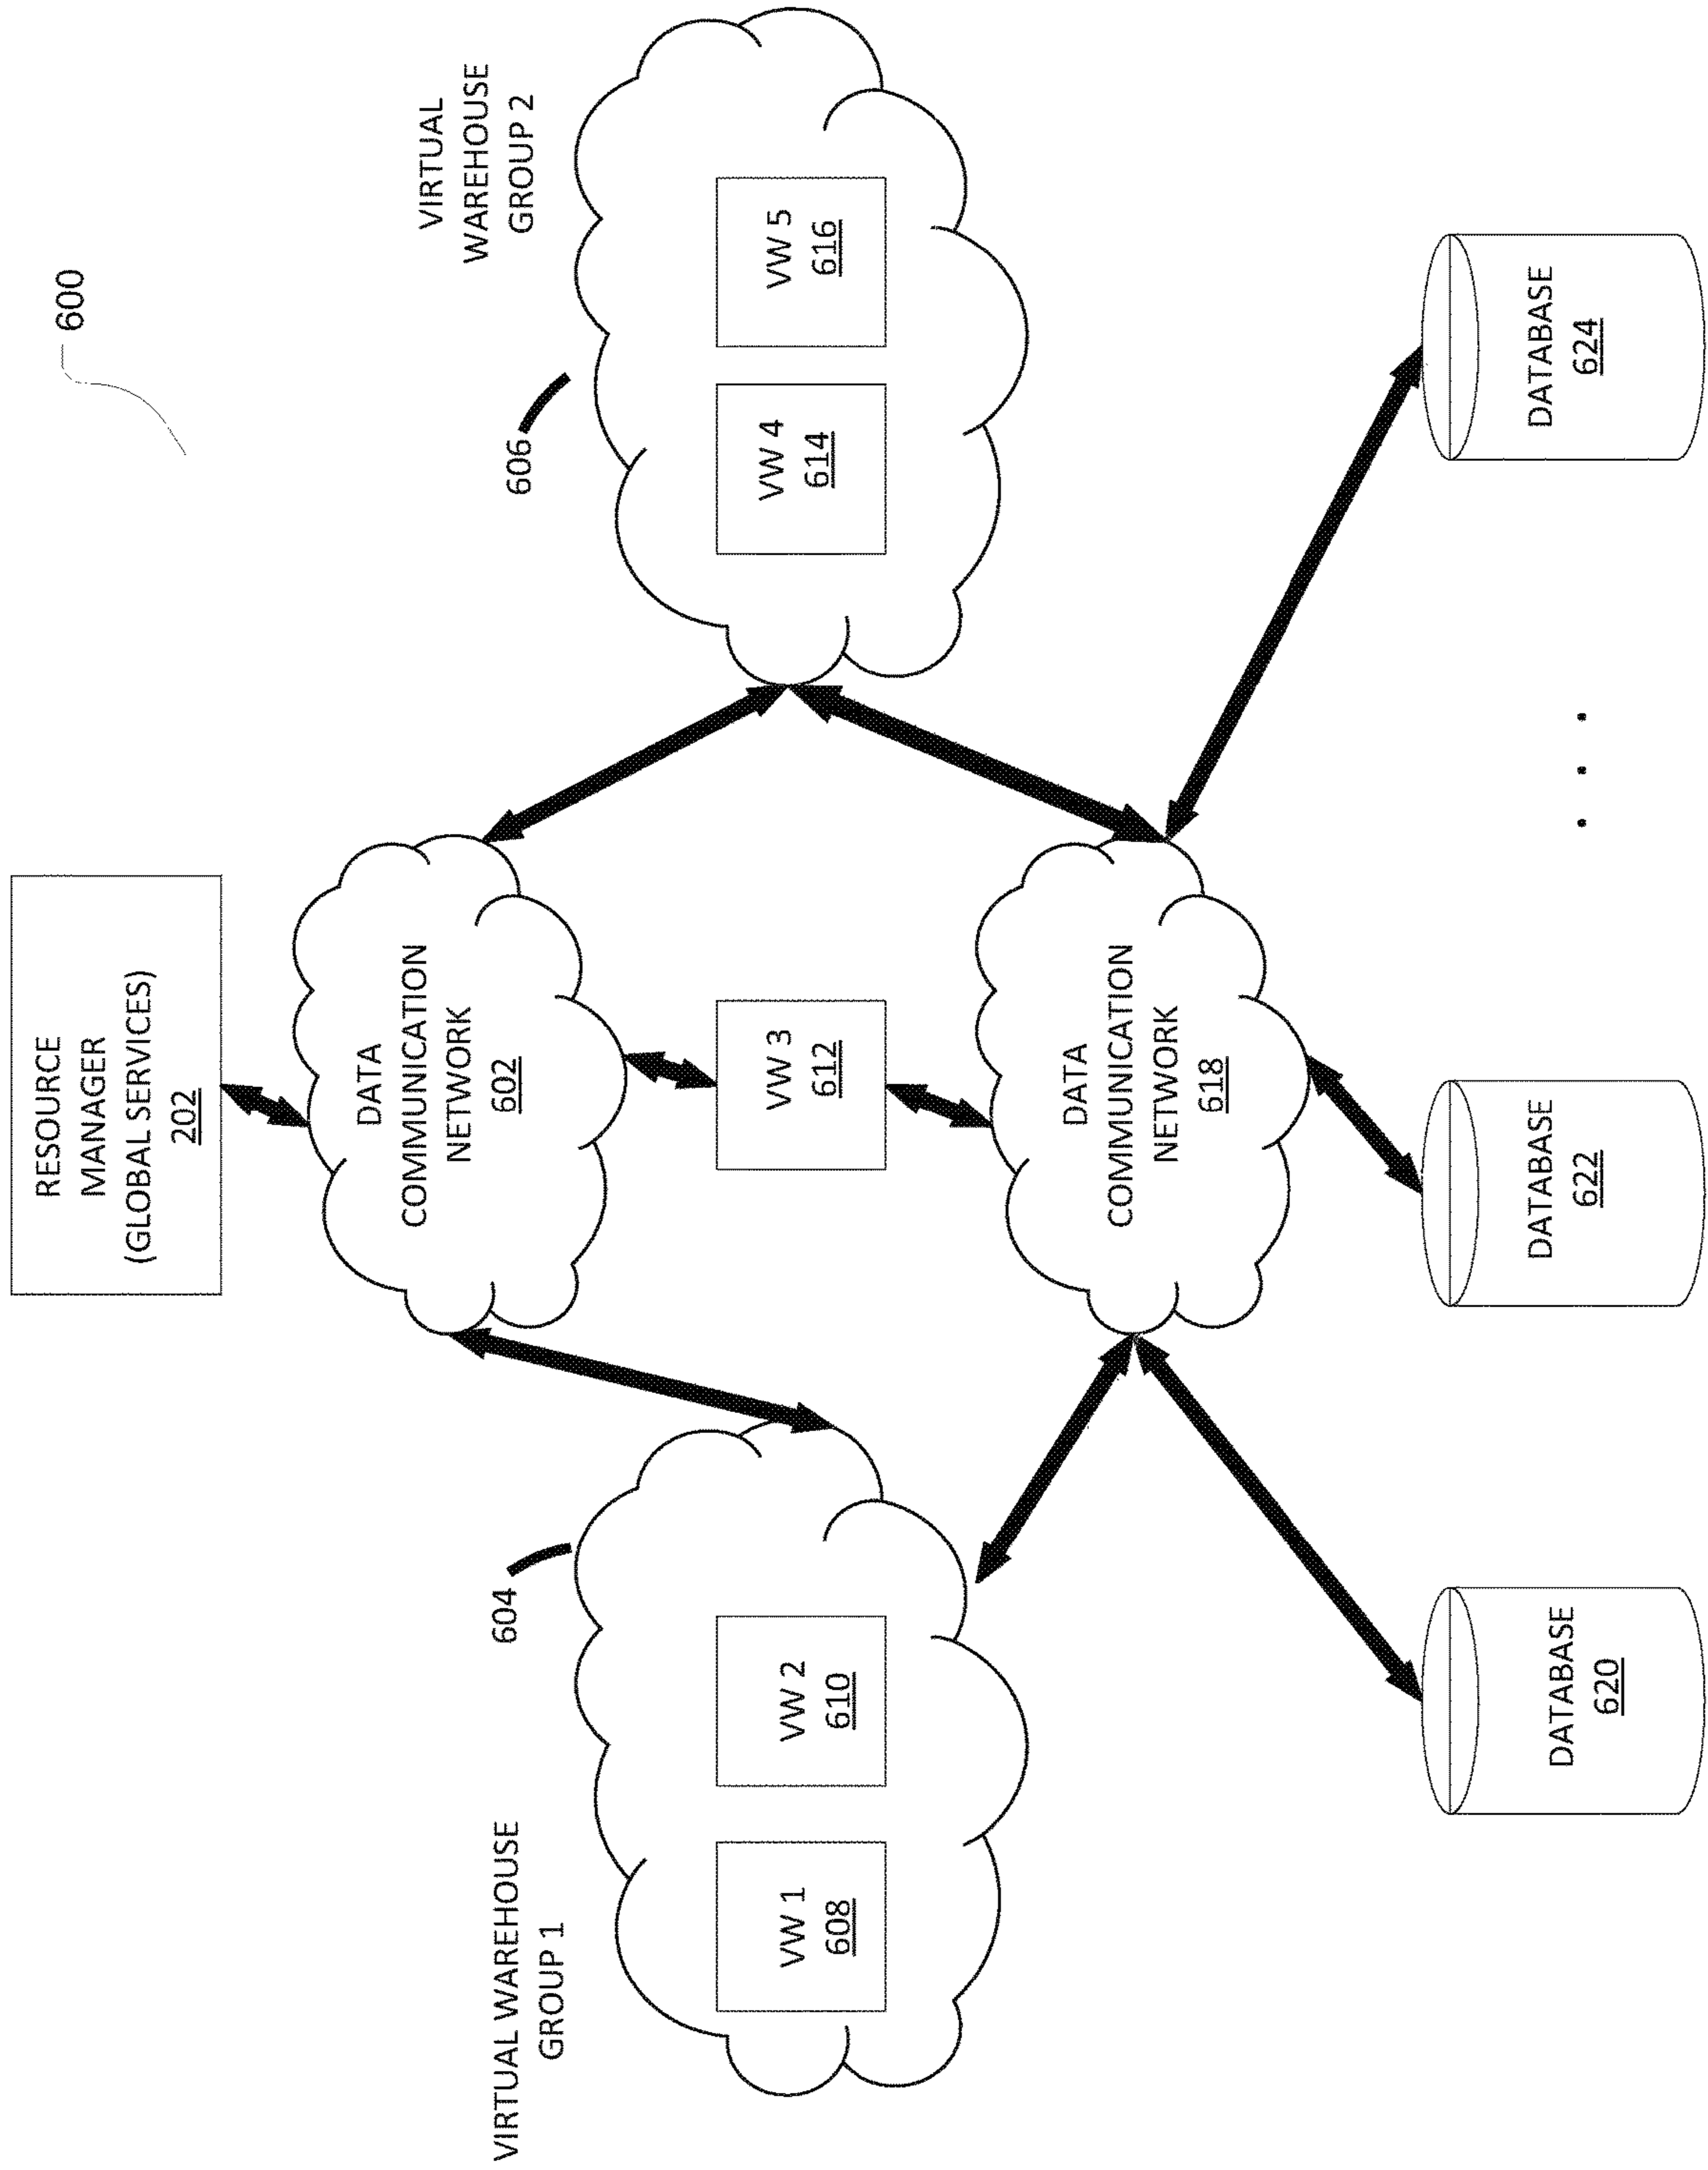 600
RESOURCE
MANAGER
(GLOBAL SERVICES)
202
DATA
COMMUNICATION
NETWORK
602
VIRTUAL WAREHOUSE
GROUP 1
604
VW 1
608
VW 2
610
VW 3
612
VIRTUAL
WAREHOUSE
GROUP 2
606
VW 4
614
VW 5
616
DATA
COMMUNICATION
NETWORK
618
DATABASE
620
DATABASE
622
. . .
DATABASE
624